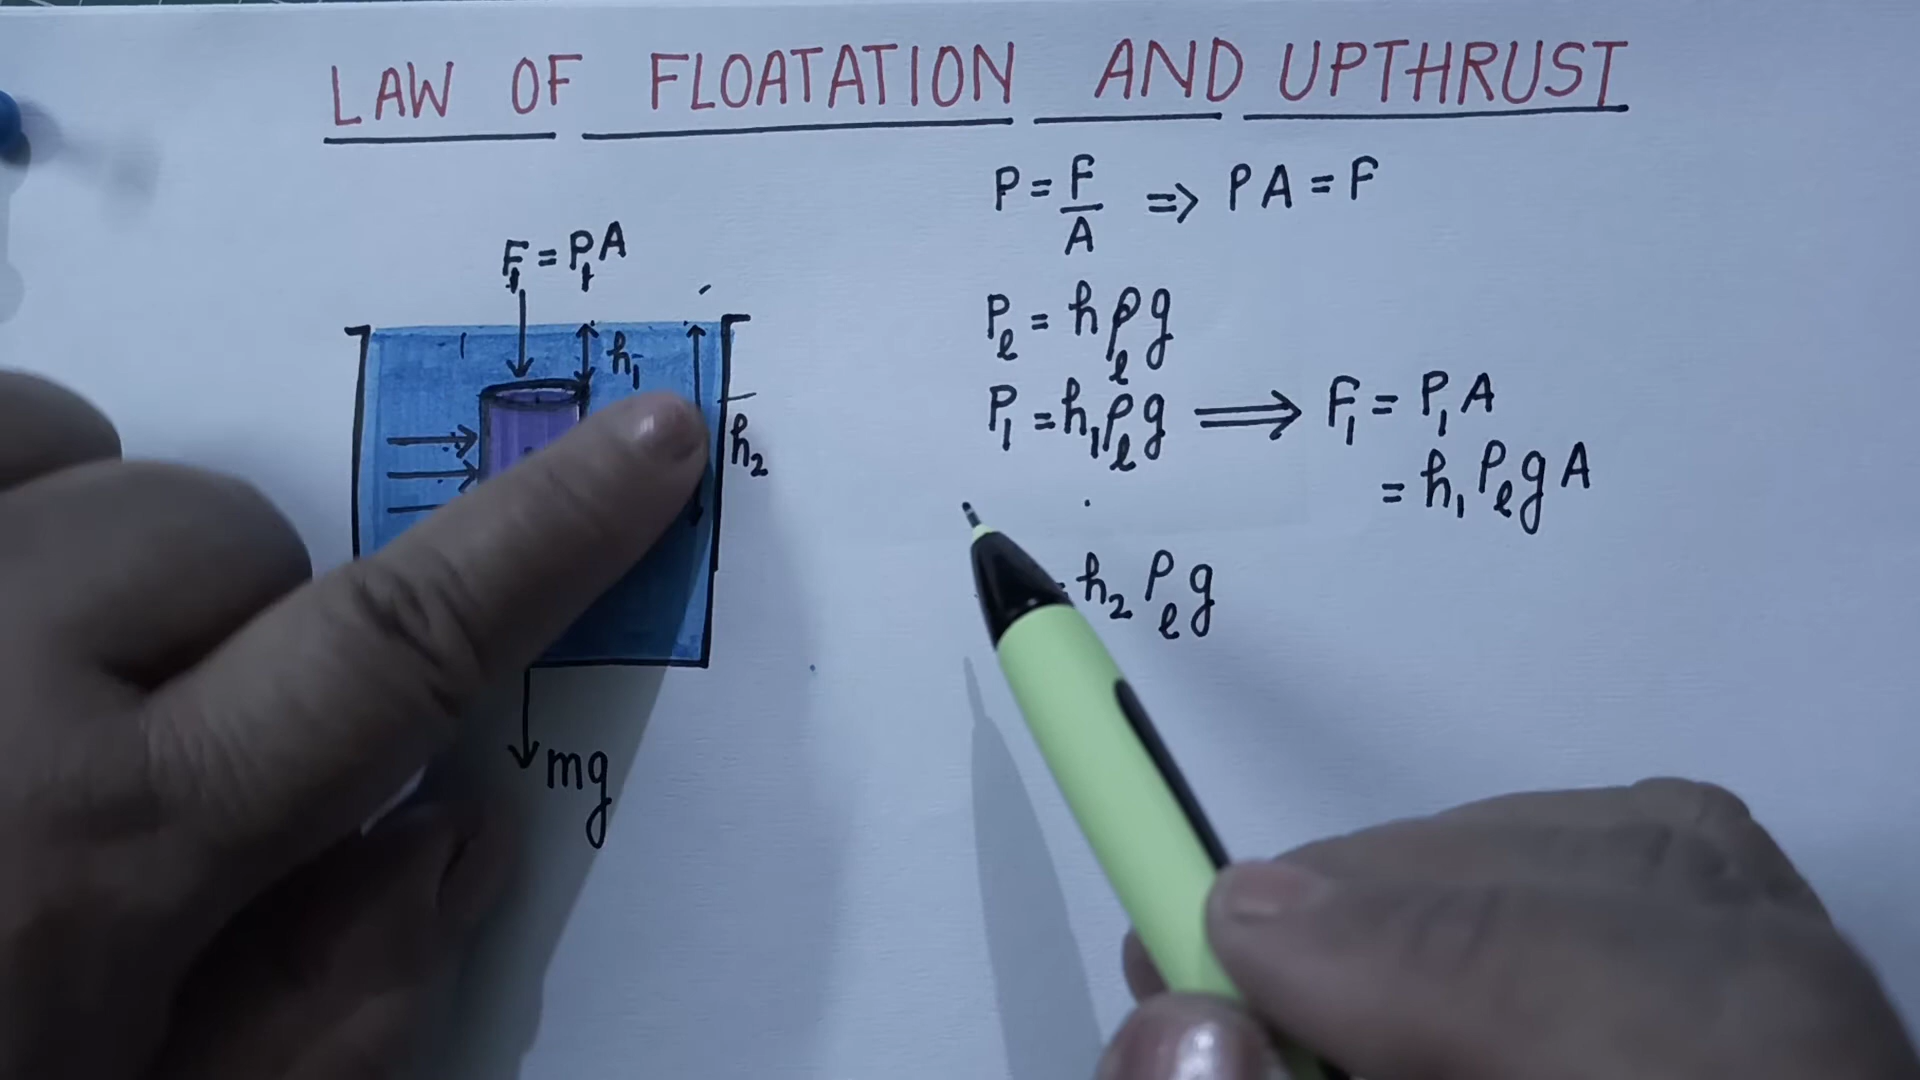 LAW OF FLOATATION AND UPTHRUST
P = F/A ⇒ PA = F
F₁ = P₁A
Pₗ = hρₗg
h₁
P₁ = h₁ρₗg ⟹ F₁ = P₁A
= h₁ρₗgA
h₂
= h₂ρₗg
mg